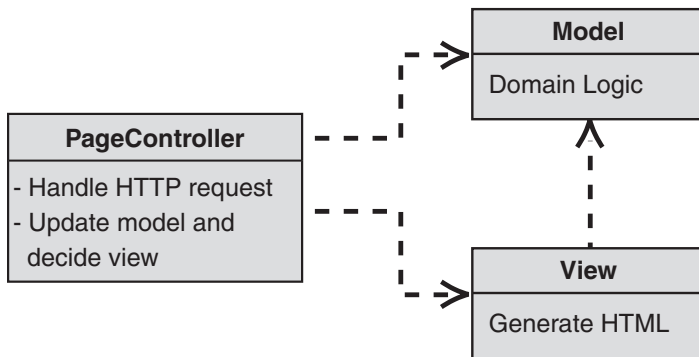 Model
Domain Logic
PageController
- Handle HTTP request
- Update model and
decide view
View
Generate HTML